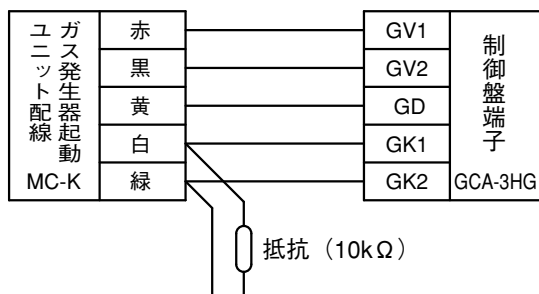 ガス発生器起動
ユニット配線
MC-K
赤
黒
黄
白
緑
GV1
GV2
GD
GK1
GK2
制御盤端子
GCA-3HG
抵抗（10kΩ）